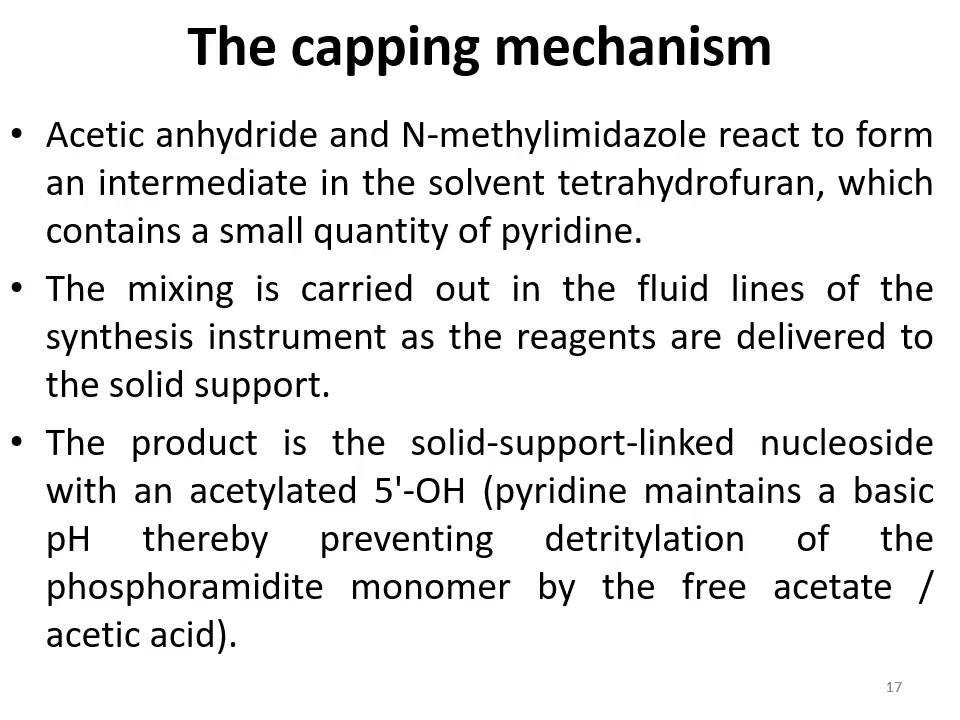 The capping mechanism
• Acetic anhydride and N-methylimidazole react to form
an intermediate in the solvent tetrahydrofuran, which
contains a small quantity of pyridine.
• The mixing is carried out in the fluid lines of the
synthesis instrument as the reagents are delivered to
the solid support.
• The product is the solid-support-linked nucleoside
with an acetylated 5'-OH (pyridine maintains a basic
pH thereby preventing detritylation of the
phosphoramidite monomer by the free acetate /
acetic acid).
17